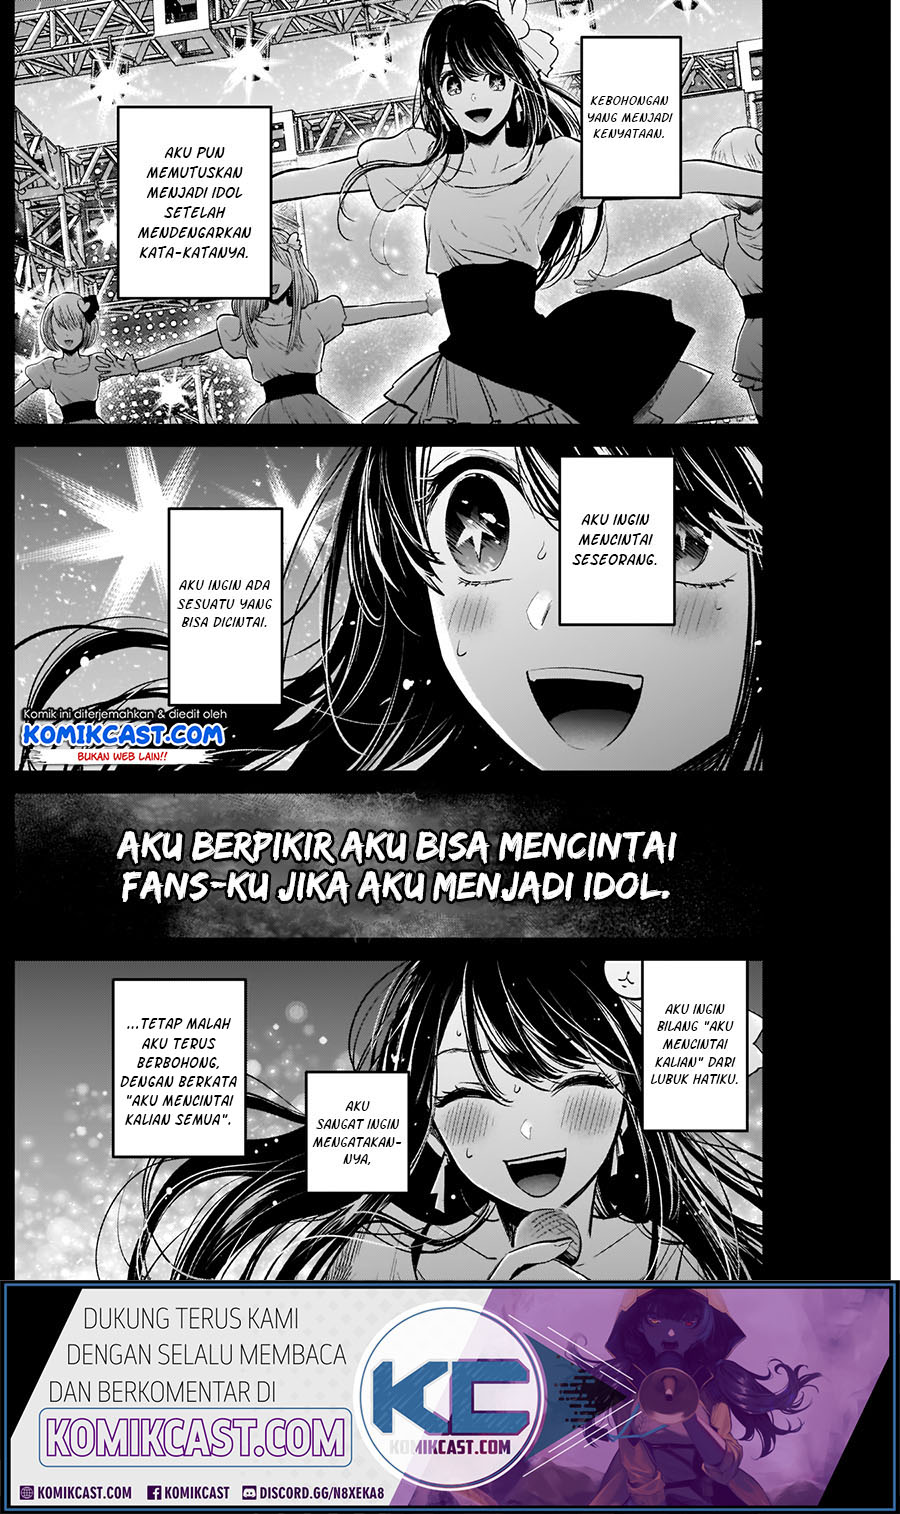 KEBOHONGAN
YANG MENJADI
KENYATAAN.
AKU PUN
MEMUTUSKAN
MENJADI IDOL
SETELAH
MENDENGARKAN
KATA-KATANYA.
AKU INGIN
MENCINTAI
SESEORANG.
AKU INGIN ADA
SESUATU YANG
BISA DICINTAI.
Komik ini diterjemahkan & diedit oleh
KOMIKCAST.COM
BUKAN WEB LAIN!!
AKU BERPIKIR AKU BISA MENCINTAI
FANS-KU JIKA AKU MENJADI IDOL.
AKU INGIN
BILANG "AKU
MENCINTAI
KALIAN" DARI
LUBUK HATIKU.
AKU
SANGAT INGIN
MENGATAKAN-
NYA,
...TETAP MALAH
AKU TERUS
BERBOHONG,
DENGAN BERKATA
"AKU MENCINTAI
KALIAN SEMUA".
DUKUNG TERUS KAMI
DENGAN SELALU MEMBACA
DAN BERKOMENTAR DI
KOMIKCAST.COM
KC
KOMIKCAST.COM
KOMIKCAST.COM KOMIKCAST DISCORD.GG/N8XEKA8